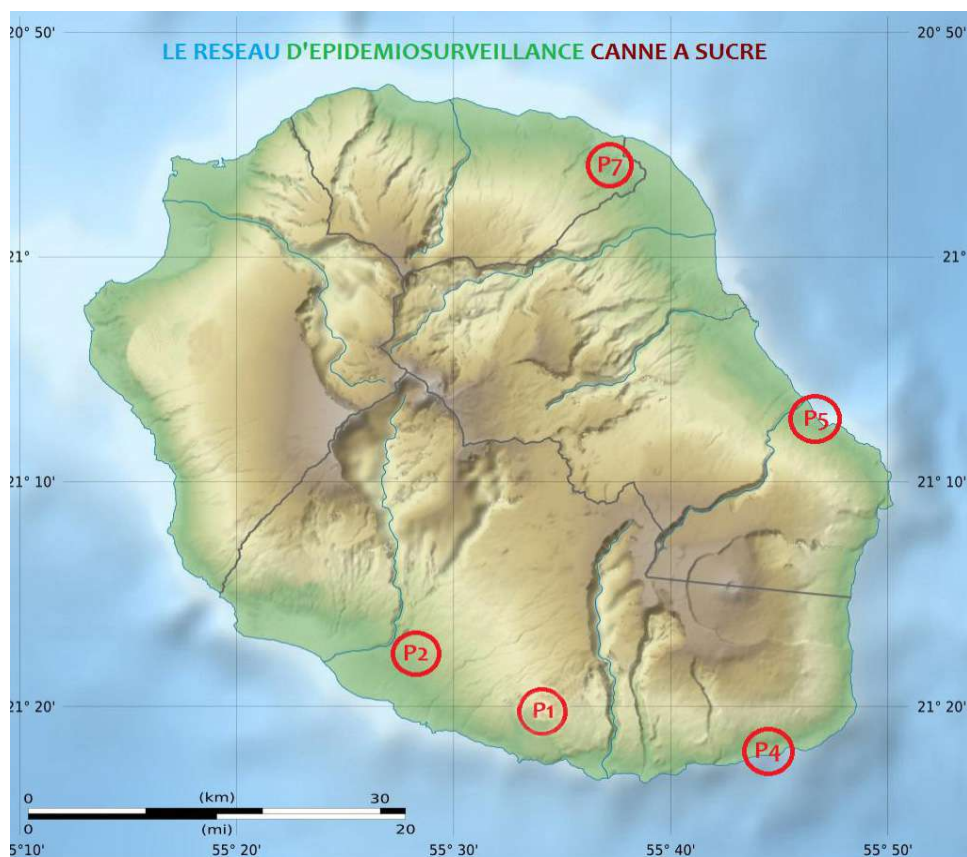 20° 50' 20° 50'
LE RESEAU D'EPIDEMIOSURVEILLANCE CANNE A SUCRE
P7
21° 21°
P5
21° 10' 21° 10'
P2
21° 20' P1 21° 20'
P4
0 (km) 30
0 (mi) 20
5°10' 55°20' 55°30' 55°40' 55°50'